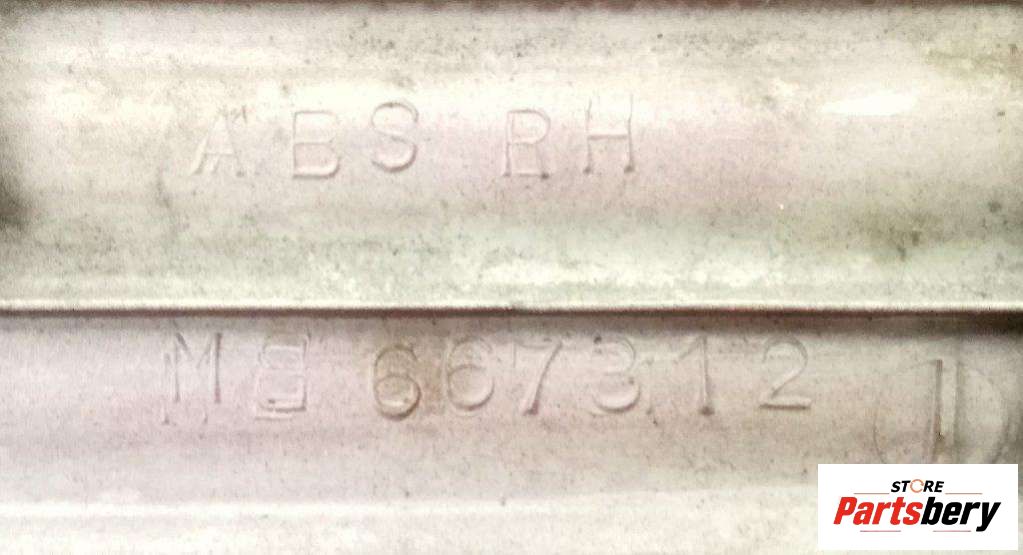 ABS RH
MB 667312
STORE
Partsbery